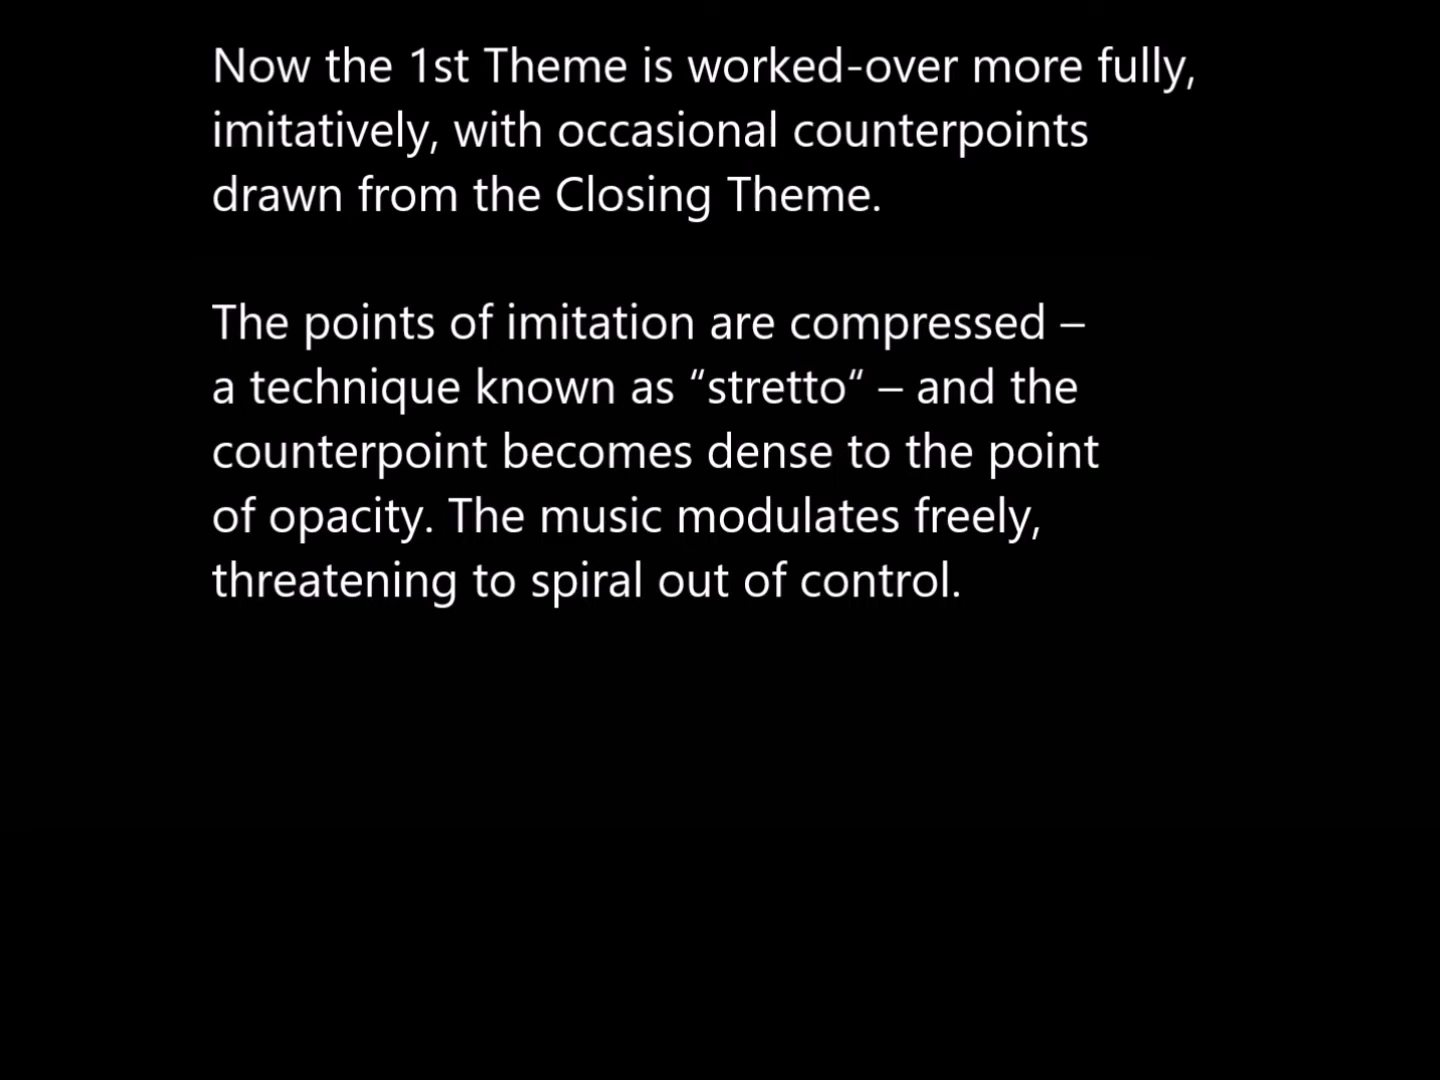 Now the 1st Theme is worked-over more fully,
imitatively, with occasional counterpoints
drawn from the Closing Theme.
The points of imitation are compressed –
a technique known as “stretto“ – and the
counterpoint becomes dense to the point
of opacity. The music modulates freely,
threatening to spiral out of control.